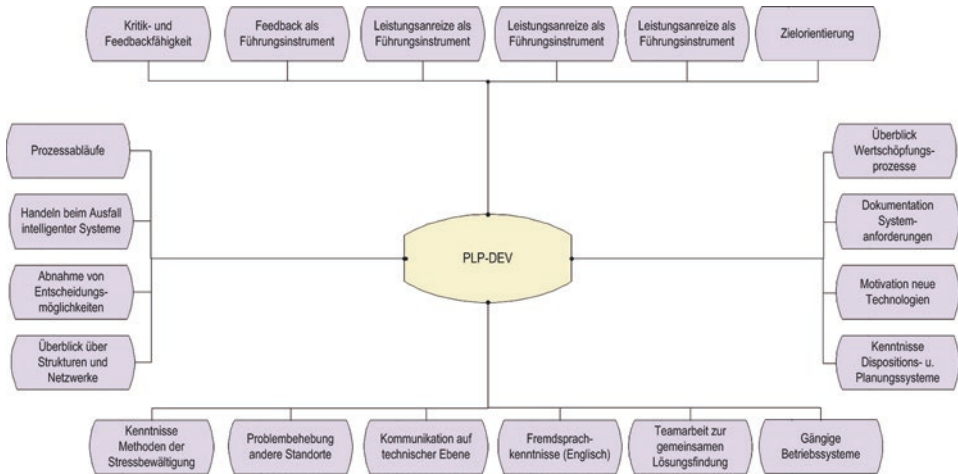 Kritik- und
Feedbackfähigkeit
Feedback als
Führungsinstrument
Leistungsanreize als
Führungsinstrument
Leistungsanreize als
Führungsinstrument
Leistungsanreize als
Führungsinstrument
Zielorientierung
Prozessabläufe
Handeln beim Ausfall
intelligenter Systeme
Abnahme von
Entscheidungs-
möglichkeiten
Überblick über
Strukturen und
Netzwerke
PLP-DEV
Überblick
Wertschöpfungs-
prozesse
Dokumentation
System-
anforderungen
Motivation neue
Technologien
Kenntnisse
Dispositions- u.
Planungssysteme
Kenntnisse
Methoden der
Stressbewältigung
Problembehebung
andere Standorte
Kommunikation auf
technischer Ebene
Fremdsprach-
kenntnisse (Englisch)
Teamarbeit zur
gemeinsamen
Lösungsfindung
Gängige
Betriebssysteme